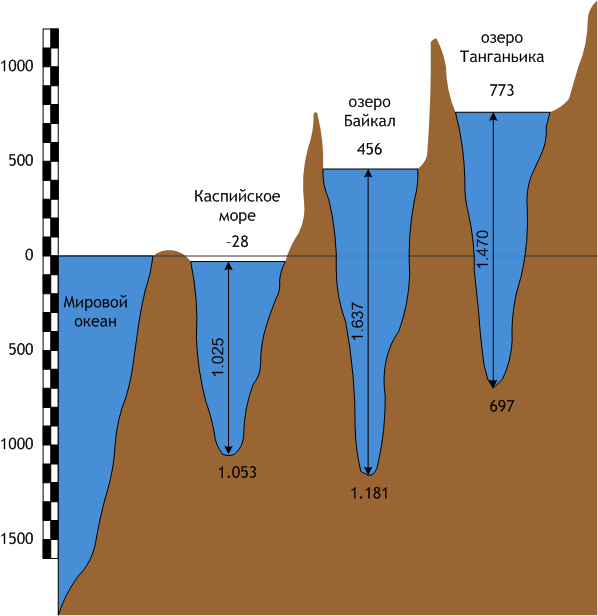 озеро
Танганьика
773
озеро
Байкал
456
Каспийское
море
-28
1000
500
0
500
1000
1500
Мировой
океан
1.025
1.637
1.470
1.053
1.181
697